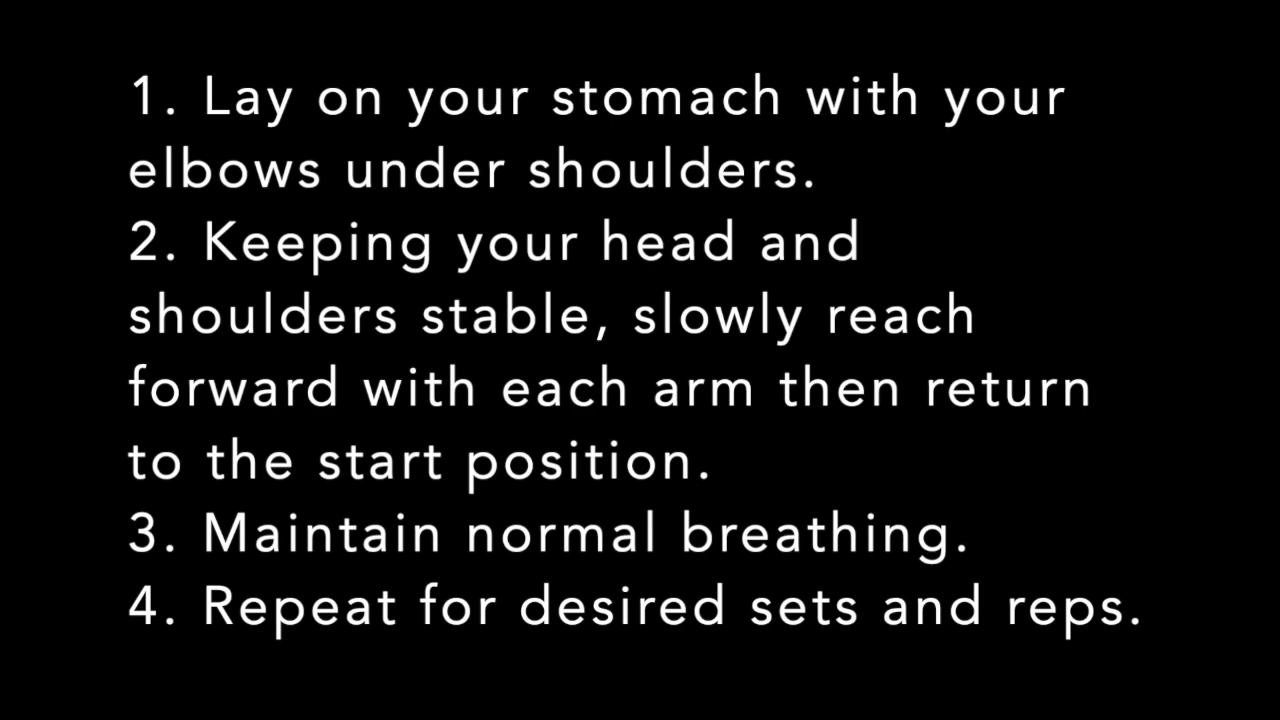 1. Lay on your stomach with your
elbows under shoulders.
2. Keeping your head and
shoulders stable, slowly reach
forward with each arm then return
to the start position.
3. Maintain normal breathing.
4. Repeat for desired sets and reps.